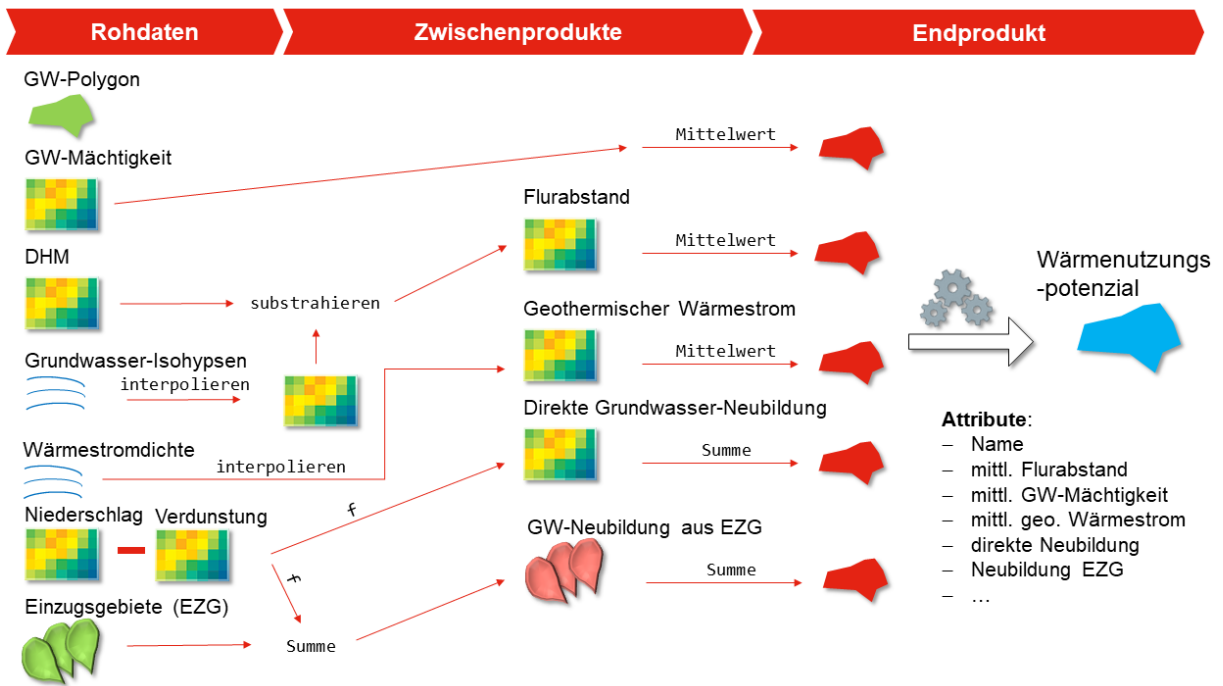 Rohdaten
Zwischenprodukte
Endprodukt
GW-Polygon
GW-Mächtigkeit
Mittelwert
DHM
substrahieren
Flurabstand
Mittelwert
Grundwasser-Isohypsen
interpolieren
Geothermischer Wärmestrom
Mittelwert
Wärmestromdichte
interpolieren
Direkte Grundwasser-Neubildung
Summe
Niederschlag
Verdunstung
f
f
Einzugsgebiete (EZG)
Summe
GW-Neubildung aus EZG
Summe
Wärmenutzungs
-potenzial
Attribute:
– Name
– mittl. Flurabstand
– mittl. GW-Mächtigkeit
– mittl. geo. Wärmestrom
– direkte Neubildung
– Neubildung EZG
– …